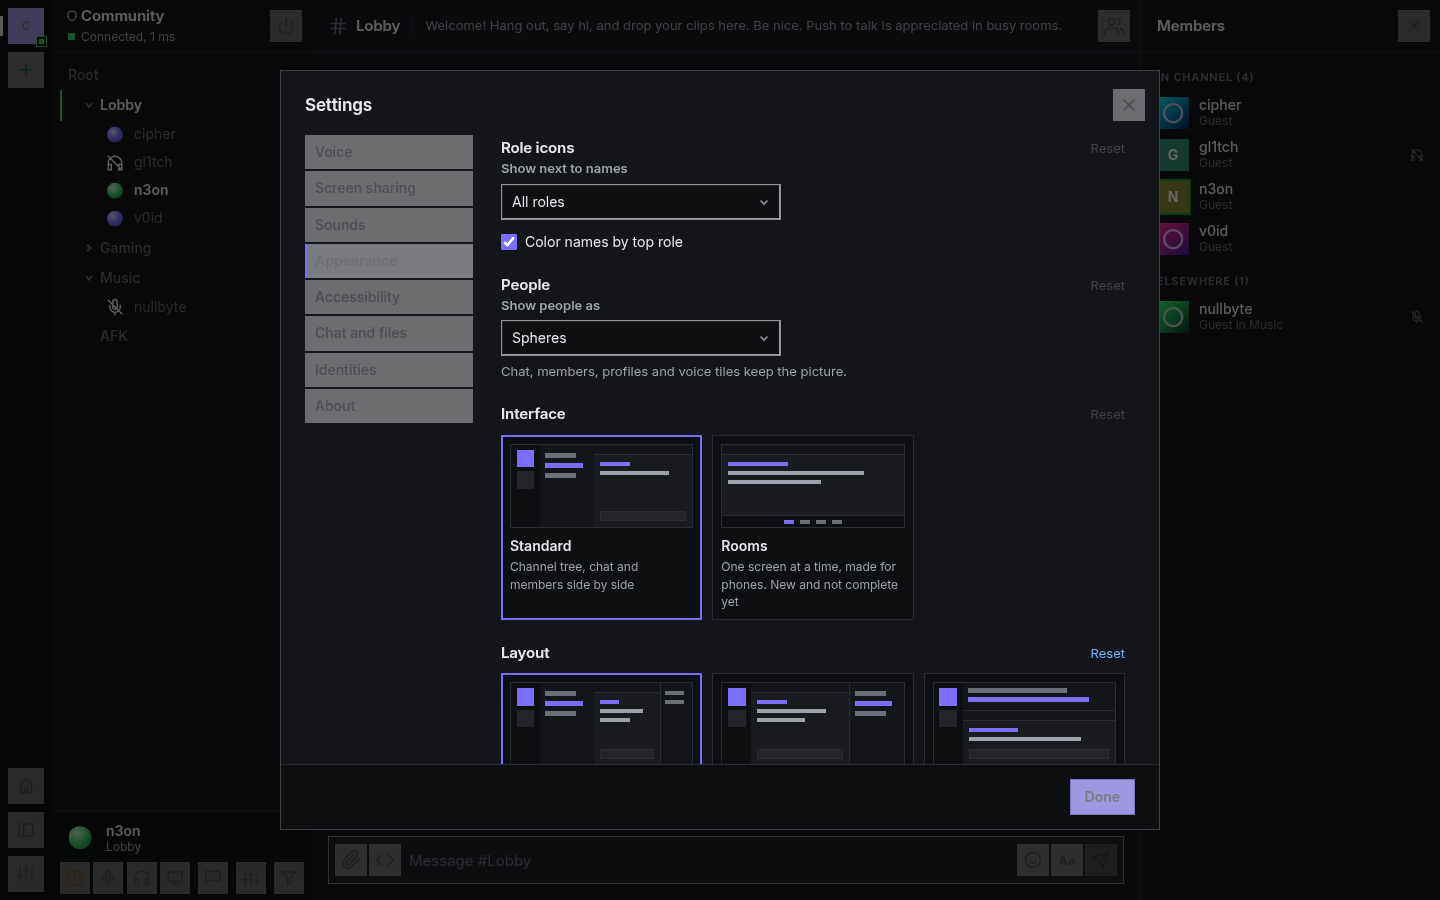 C
Community
Connected, 1 ms
Lobby
Welcome! Hang out, say hi, and drop your clips here. Be nice. Push to talk is appreciated in busy rooms.
Members
Root
Lobby
cipher
gl1tch
n3on
v0id
Gaming
Music
nullbyte
AFK
n3on
Lobby
Settings
Voice
Screen sharing
Sounds
Appearance
Accessibility
Chat and files
Identities
About
Role icons
Reset
Show next to names
All roles
Color names by top role
People
Reset
Show people as
Spheres
Chat, members, profiles and voice tiles keep the picture.
Interface
Reset
Standard
Channel tree, chat and
members side by side
Rooms
One screen at a time, made for
phones. New and not complete
yet
Layout
Reset
Done
Message #Lobby
Aa
N CHANNEL (4)
cipher
Guest
G
gl1tch
Guest
N
n3on
Guest
v0id
Guest
ELSEWHERE (1)
nullbyte
Guest in Music